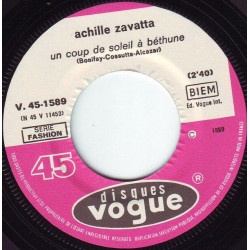 achille zavatta
un coup de soleil à béthune
(Bonifay-Cossutta-Alcazar)
V. 45-1589
(N 45 V 11453)
(2'40)
BIEM
Ed. Vogue Int.
SÉRIE
FASHION
45
disques
vogue
®